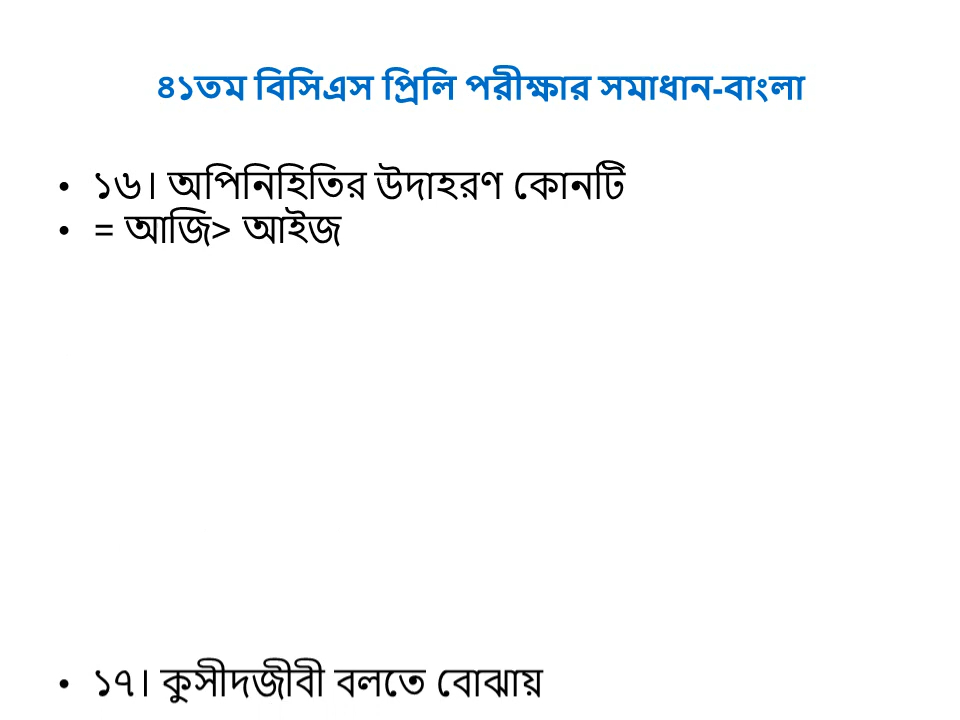 ৪১তম বিসিএস প্রিলি পরীক্ষার সমাধান-বাংলা
• ১৬। অপিনিহিতির উদাহরণ কোনটি
• = আজি> আইজ
• ১৭। কুসীদজীবী বলতে বোঝায়